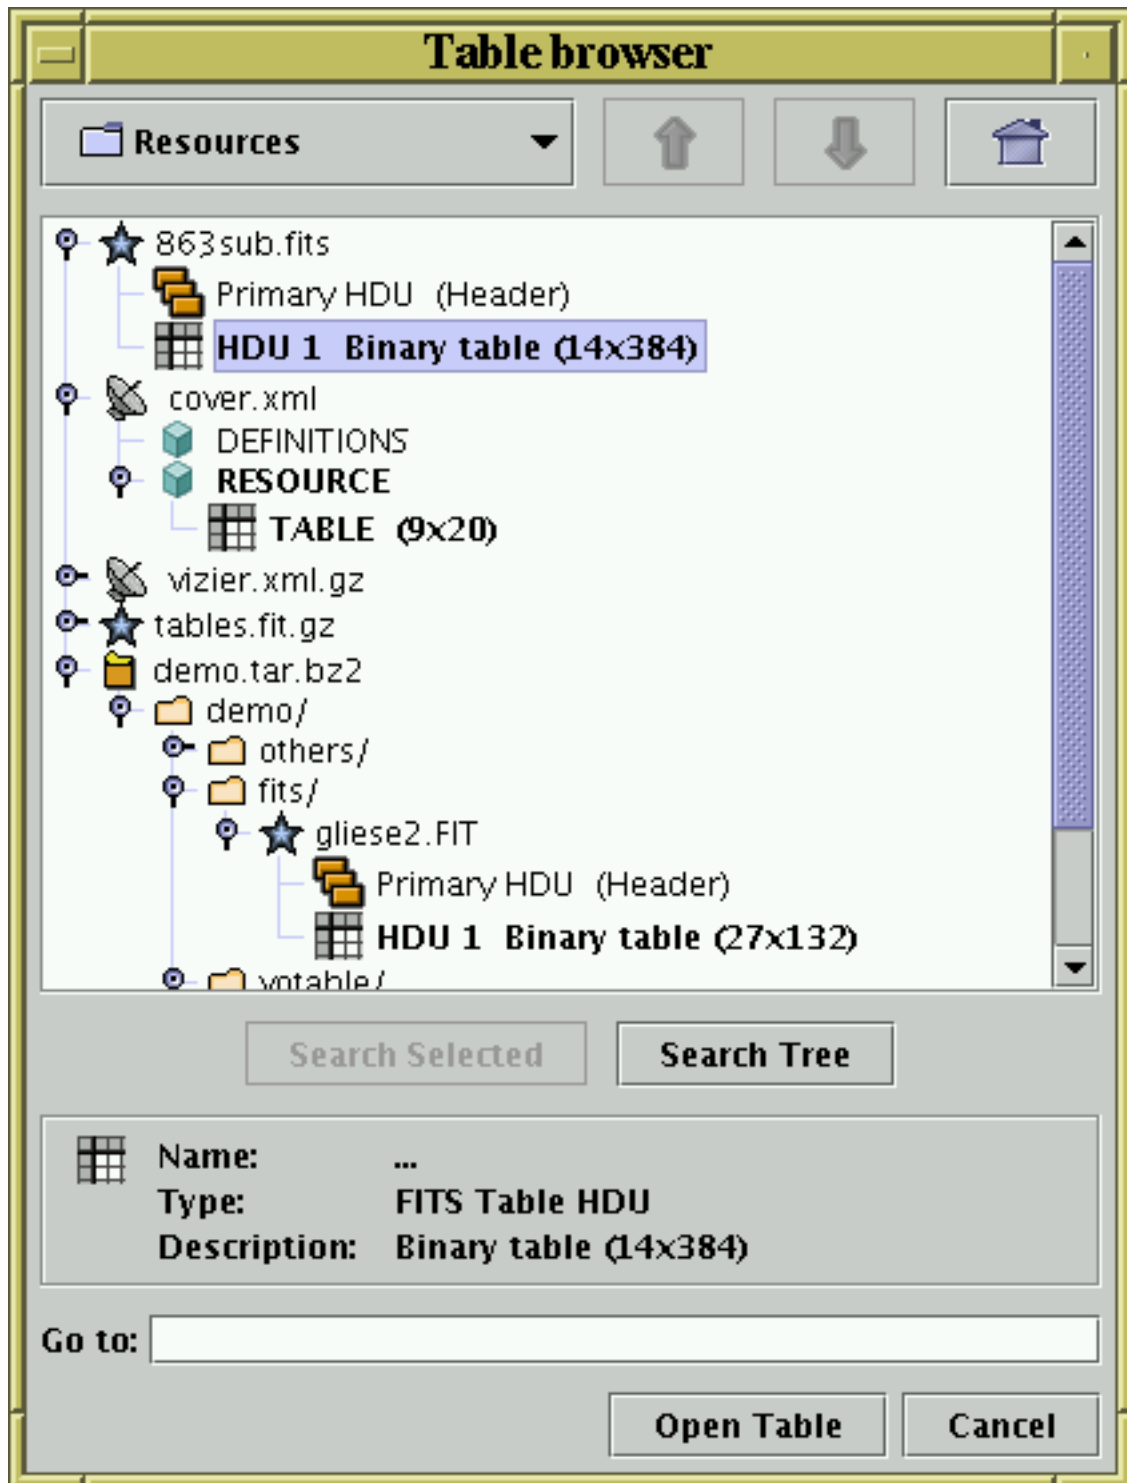 Table browser
Resources
863sub.fits
Primary HDU (Header)
HDU 1 Binary table (14x384)
cover.xml
DEFINITIONS
RESOURCE
TABLE (9x20)
vizier.xml.gz
tables.fit.gz
demo.tar.bz2
demo/
others/
fits/
gliese2.FIT
Primary HDU (Header)
HDU 1 Binary table (27x132)
votable/
Search Selected Search Tree
Name: ...
Type: FITS Table HDU
Description: Binary table (14x384)
Go to:
Open Table Cancel